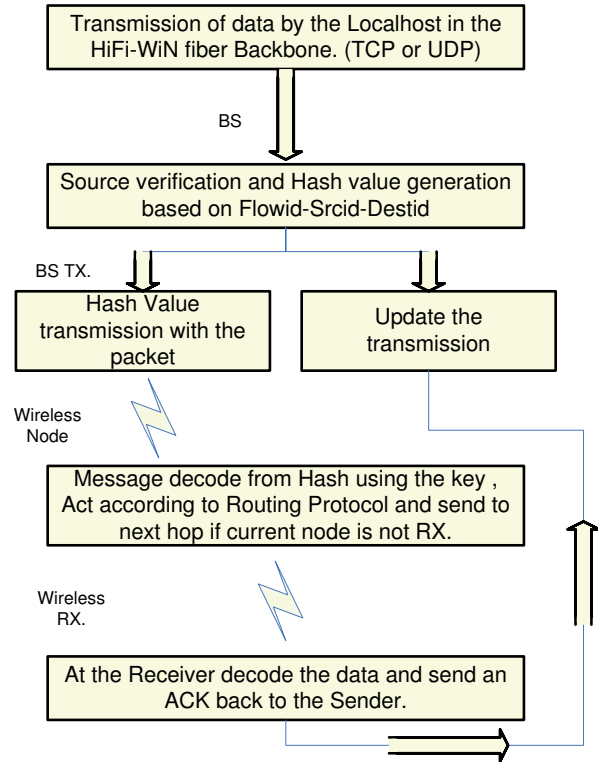 Transmission of data by the Localhost in the
HiFi-WiN fiber Backbone. (TCP or UDP)
BS
Source verification and Hash value generation
based on Flowid-Srcid-Destid
BS TX.
Hash Value
transmission with the
packet
Update the
transmission
Wireless
Node
Message decode from Hash using the key ,
Act according to Routing Protocol and send to
next hop if current node is not RX.
Wireless
RX.
At the Receiver decode the data and send an
ACK back to the Sender.